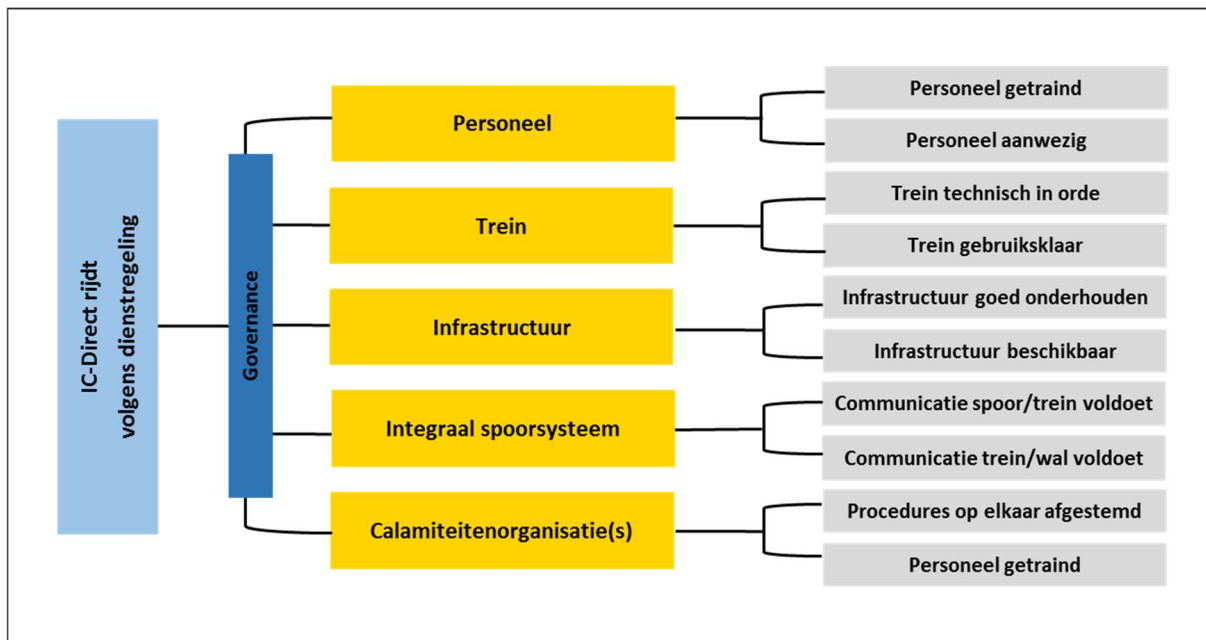 IC-Direct rijdt
volgens dienstregeling
Governance
Personeel
Personeel getraind
Personeel aanwezig
Trein
Trein technisch in orde
Trein gebruiksklaar
Infrastructuur
Infrastructuur goed onderhouden
Infrastructuur beschikbaar
Integraal spoorsysteem
Communicatie spoor/trein voldoet
Communicatie trein/wal voldoet
Calamiteitenorganisatie(s)
Procedures op elkaar afgestemd
Personeel getraind